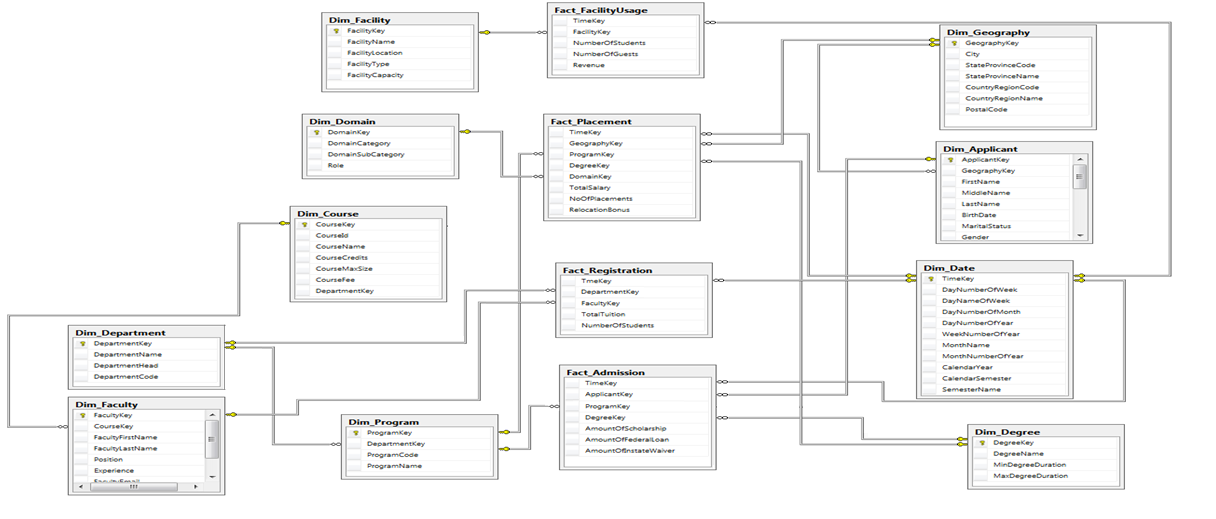 Dim_Facility
FacilityKey
FacilityName
FacilityLocation
FacilityType
FacilityCapacity
Fact_FacilityUsage
TimeKey
FacilityKey
NumberOfStudents
NumberOfGuests
Revenue
Dim_Geography
GeographyKey
City
StateProvinceCode
StateProvinceName
CountryRegionCode
CountryRegionName
PostalCode
Dim_Domain
DomainKey
DomainCategory
DomainSubCategory
Role
Fact_Placement
TimeKey
GeographyKey
ProgramKey
DegreeKey
DomainKey
TotalSalary
NoOfPlacements
RelocationBonus
Dim_Applicant
ApplicantKey
GeographyKey
FirstName
MiddleName
LastName
BirthDate
MaritalStatus
Gender
Dim_Course
CourseKey
CourseId
CourseName
CourseCredits
CourseMaxSize
CourseFee
DepartmentKey
Fact_Registration
TmeKey
DepartmentKey
FacultyKey
TotalTuition
NumberOfStudents
Dim_Date
TimeKey
DayNumberOfWeek
DayNameOfWeek
DayNumberOfMonth
DayNumberOfYear
WeekNumberOfYear
MonthName
MonthNumberOfYear
CalendarYear
CalendarSemester
SemesterName
Dim_Department
DepartmentKey
DepartmentName
DepartmentHead
DepartmentCode
Dim_Faculty
FacultyKey
CourseKey
FacultyFirstName
FacultyLastName
Position
Experience
FacultyEmail
Dim_Program
ProgramKey
DepartmentKey
ProgramCode
ProgramName
Fact_Admission
TimeKey
ApplicantKey
ProgramKey
DegreeKey
AmountOfScholarship
AmountOfFederalLoan
AmountOfInstateWaiver
Dim_Degree
DegreeKey
DegreeName
MinDegreeDuration
MaxDegreeDuration